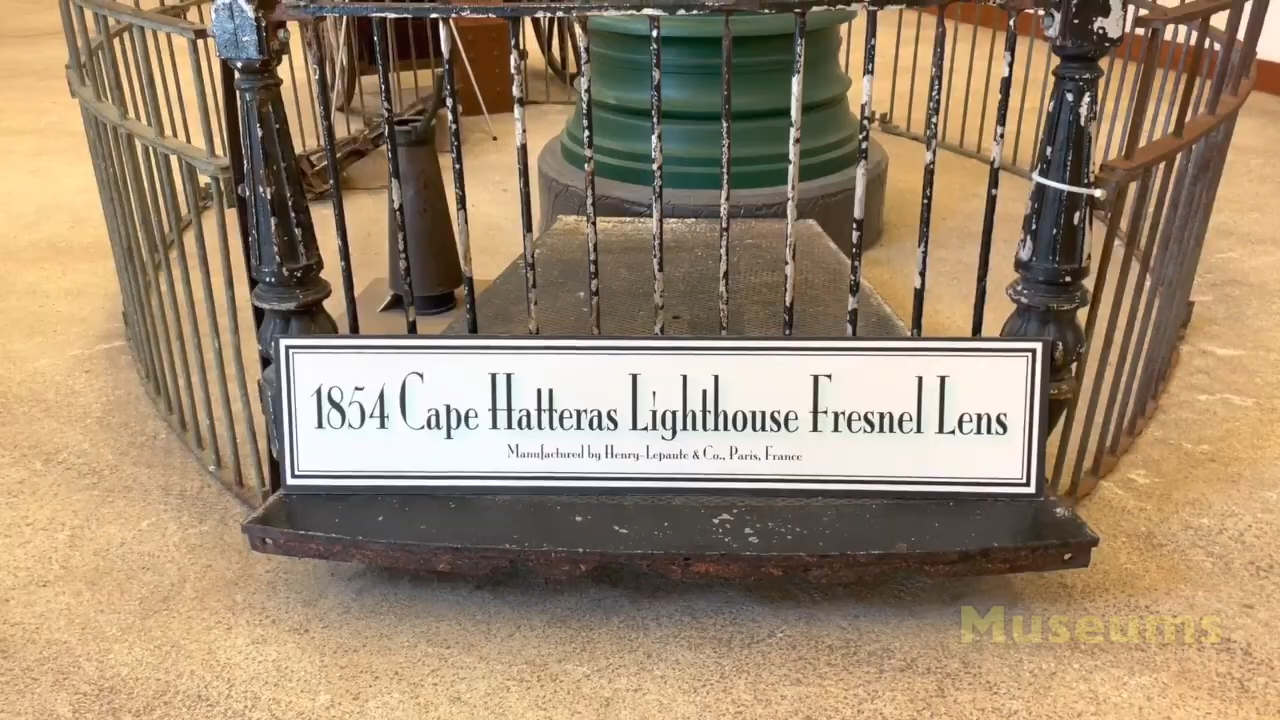 1854 Cape Hatteras Lighthouse Fresnel Lens
Manufactured by Henry-Lepaute & Co., Paris, France
Museums